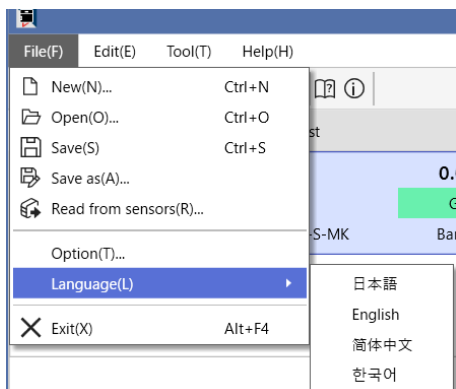 File(F) Edit(E) Tool(T) Help(H)
New(N)... Ctrl+N
Open(O)... Ctrl+O
st
Save(S) Ctrl+S
Save as(A)...
0.
Read from sensors(R)...
G
-S-MK Ba
Option(T)...
Language(L)
日本語
English
Exit(X) Alt+F4
简体中文
한국어